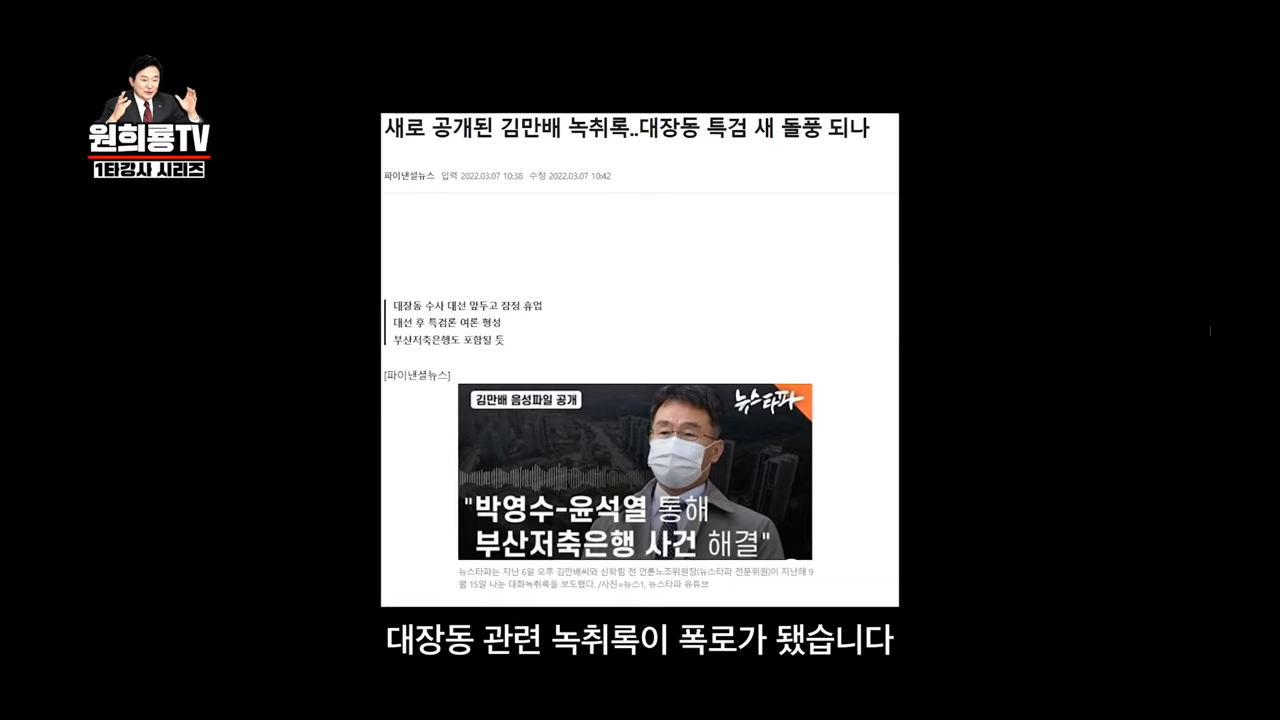 원희룡TV
1타강사 시리즈
새로 공개된 김만배 녹취록..대장동 특검 새 돌풍 되나
파이낸셜뉴스 입력 2022.03.07 10:38 수정 2022.03.07 10:42
대장동 수사 대선 앞두고 잠정 휴업
대선 후 특검론 여론 형성
부산저축은행도 포함될 듯
[파이낸셜뉴스]
김만배 음성파일 공개
뉴스타파
"박영수-윤석열 통해
부산저축은행 사건 해결"
뉴스타파는 지난 6일 오후 김만배씨와 신학림 전 언론노조위원장(뉴스타파 전문위원)이 지난해 9
월 15일 나눈 대화녹취록을 보도했다. /사진=뉴스1, 뉴스타파 유튜브
대장동 관련 녹취록이 폭로가 됐습니다